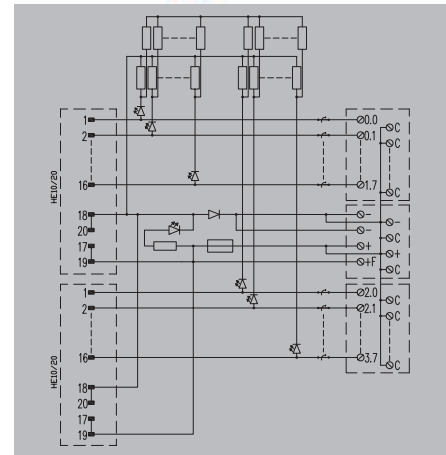 1 0.0 C
2 0.1 C
16 1.7 C
HE10/20
18 - -
20 - C
17 + +
19 +F C
1 2.0 C
2 2.1 C
16 3.7 C
HE10/20
18
20
17
19